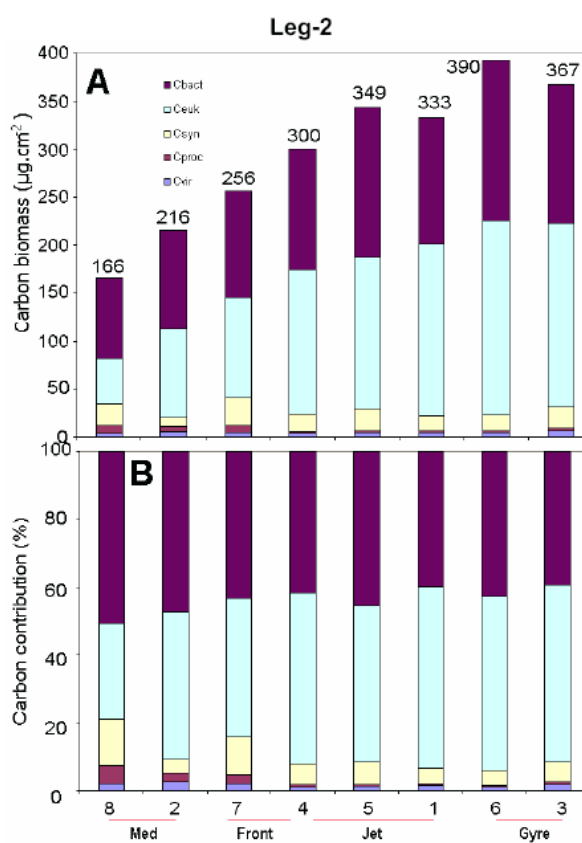 Leg-2
A
Carbon biomass (µg.cm²)
400
350
300
250
200
150
100
50
0
Cbact
Ceuk
Csyn
Cproc
Cvir
166
216
256
300
349
333
390
367
B
Carbon contribution (%)
100
80
60
40
20
0
8 2 7 4 5 1 6 3
Med Front Jet Gyre